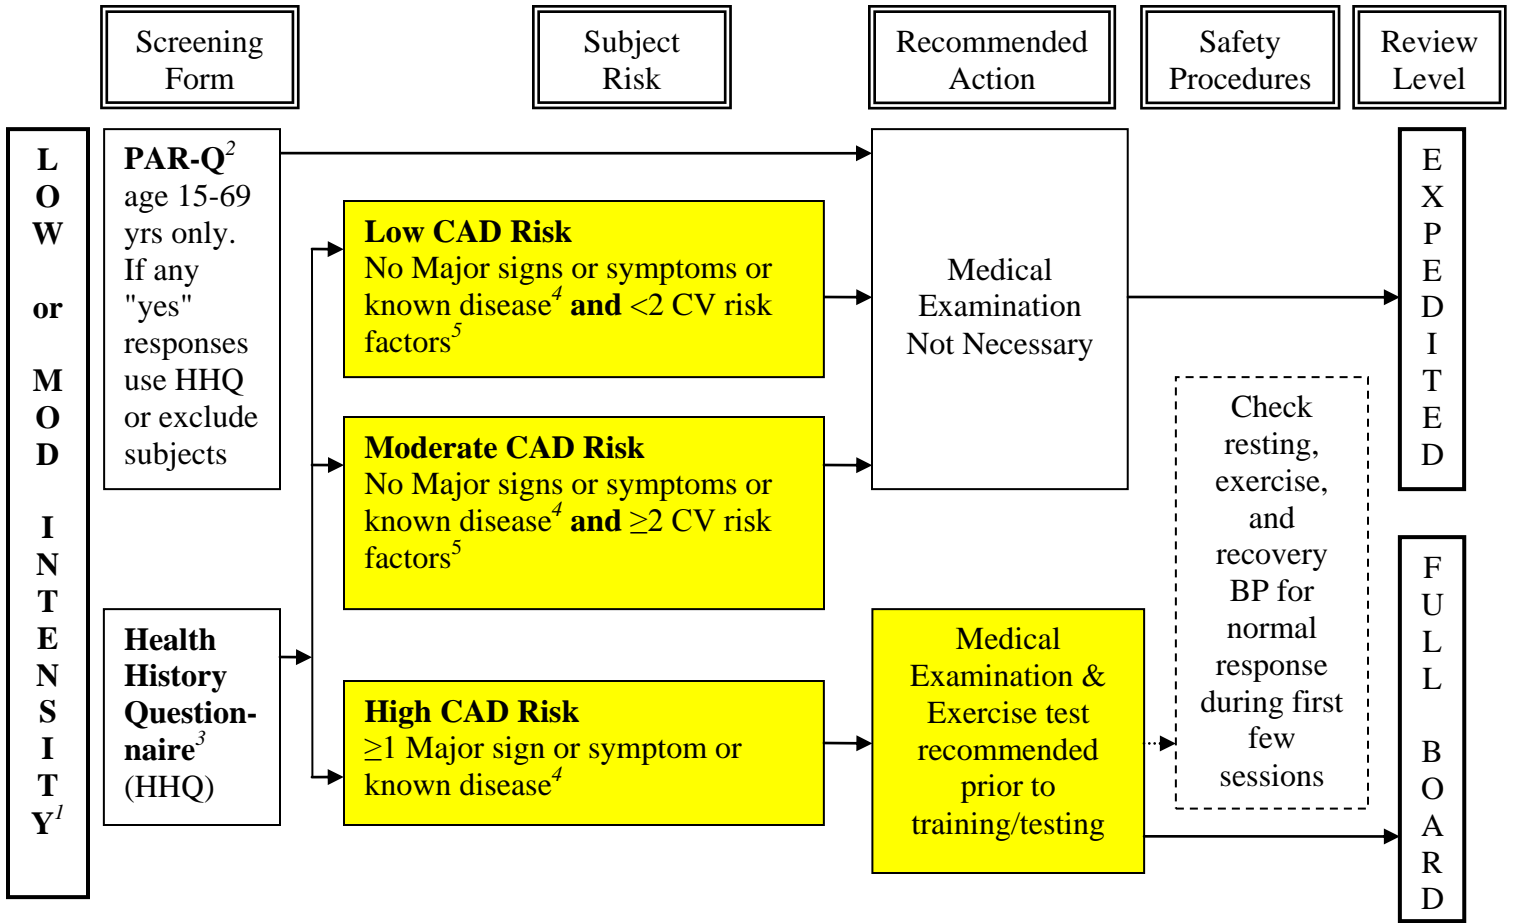 Screening
Form
Subject
Risk
Recommended
Action
Safety
Procedures
Review
Level
L
O
W
or
M
O
D
I
N
T
E
N
S
I
T
Y1
PAR-Q2
age 15-69
yrs only.
If any
"yes"
responses
use HHQ
or exclude
subjects
Health
History
Question-
naire3
(HHQ)
Low CAD Risk
No Major signs or symptoms or
known disease4 and <2 CV risk
factors5
Moderate CAD Risk
No Major signs or symptoms or
known disease4 and ≥2 CV risk
factors5
High CAD Risk
≥1 Major sign or symptom or
known disease4
Medical
Examination
Not Necessary
Medical
Examination &
Exercise test
recommended
prior to
training/testing
Check
resting,
exercise,
and
recovery
BP for
normal
response
during first
few
sessions
E
X
P
E
D
I
T
E
D
F
U
L
L
B
O
A
R
D